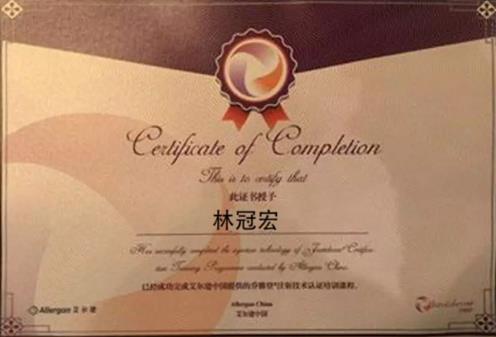 Certificate of Completion
This is to certify that
此证书授予
林冠宏
Has successfully completed the injection technology of Juvéderm® Certifica-
tion Training Programme conducted by Allergan China.
已经成功完成艾尔建中国提供的乔雅登®注射技术认证培训课程.
Allergan 艾尔建
Allergan China
艾尔建中国